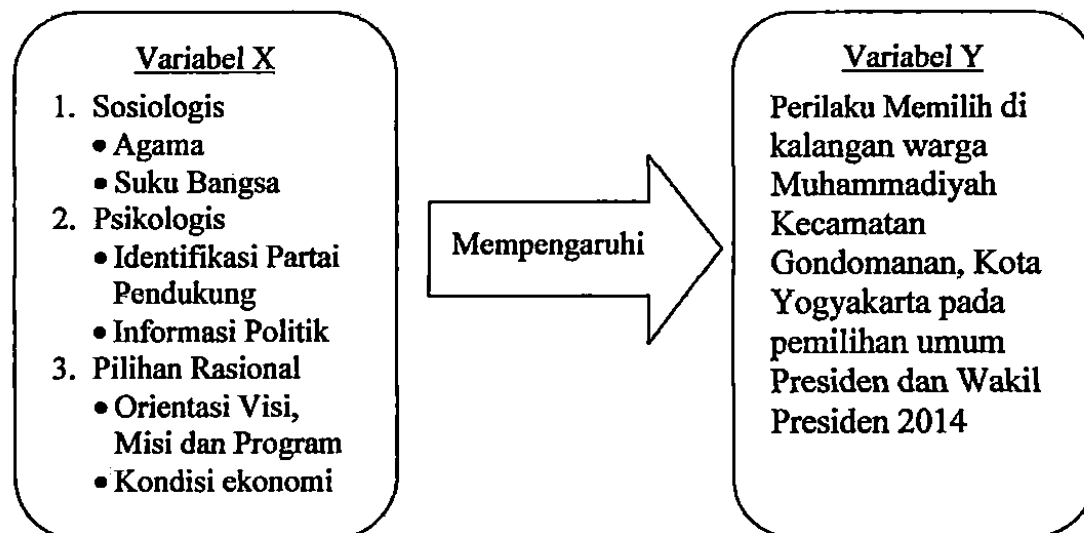 Variabel X
1. Sosiologis
• Agama
• Suku Bangsa
2. Psikologis
• Identifikasi Partai
Pendukung
• Informasi Politik
3. Pilihan Rasional
• Orientasi Visi,
Misi dan Program
• Kondisi ekonomi
Mempengaruhi
Variabel Y
Perilaku Memilih di
kalangan warga
Muhammadiyah
Kecamatan
Gondomanan, Kota
Yogyakarta pada
pemilihan umum
Presiden dan Wakil
Presiden 2014